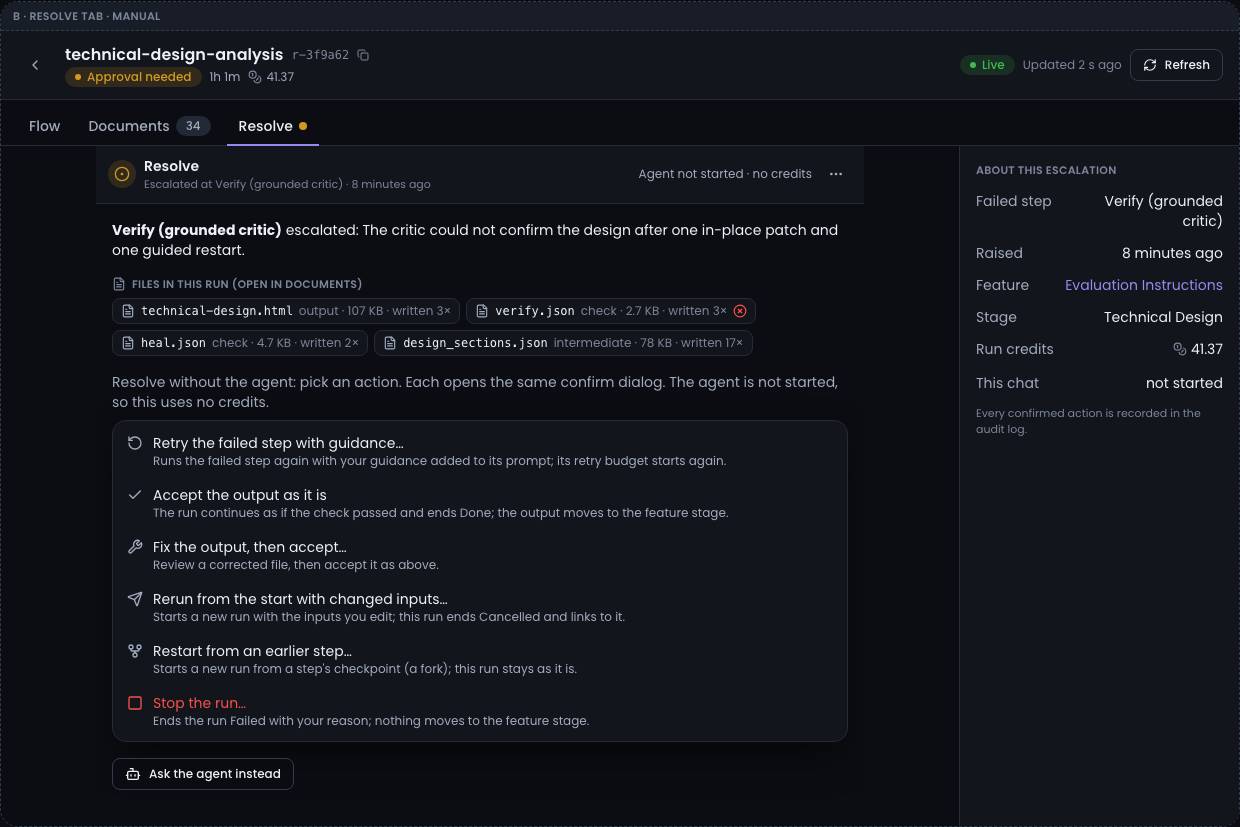 B · RESOLVE TAB · MANUAL
technical-design-analysis r-3f9a62
Approval needed 1h 1m 41.37
Live Updated 2 s ago Refresh
Flow Documents 34 Resolve
Resolve
Escalated at Verify (grounded critic) · 8 minutes ago
Agent not started · no credits
Verify (grounded critic) escalated: The critic could not confirm the design after one in-place patch and
one guided restart.
FILES IN THIS RUN (OPEN IN DOCUMENTS)
technical-design.html output · 107 KB · written 3×
verify.json check · 2.7 KB · written 3×
heal.json check · 4.7 KB · written 2×
design_sections.json intermediate · 78 KB · written 17×
Resolve without the agent: pick an action. Each opens the same confirm dialog. The agent is not started,
so this uses no credits.
Retry the failed step with guidance…
Runs the failed step again with your guidance added to its prompt; its retry budget starts again.
Accept the output as it is
The run continues as if the check passed and ends Done; the output moves to the feature stage.
Fix the output, then accept…
Review a corrected file, then accept it as above.
Rerun from the start with changed inputs…
Starts a new run with the inputs you edit; this run ends Cancelled and links to it.
Restart from an earlier step…
Starts a new run from a step's checkpoint (a fork); this run stays as it is.
Stop the run…
Ends the run Failed with your reason; nothing moves to the feature stage.
Ask the agent instead
ABOUT THIS ESCALATION
Failed step Verify (grounded
critic)
Raised 8 minutes ago
Feature Evaluation Instructions
Stage Technical Design
Run credits 41.37
This chat not started
Every confirmed action is recorded in the
audit log.